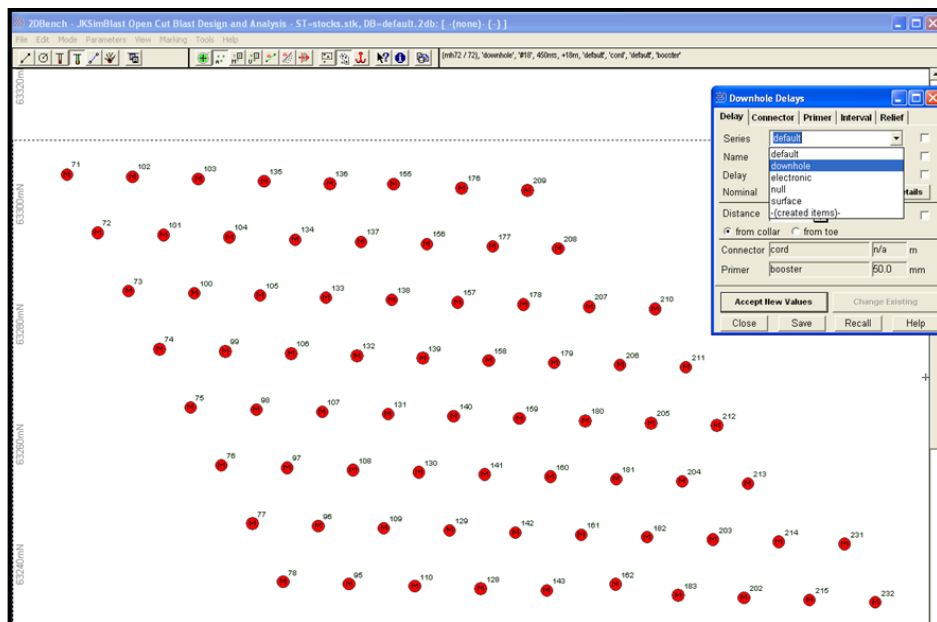 2DBench - JKSimBlast Open Cut Blast Design and Analysis - ST=stocks.stk, DB=default.2db: [ -(none)- {-} ]
File Edit Mode Parameters View Marking Tools Help
(mh72 / 72), 'downhole', '#18', 450ms, +18m, 'default', 'cord', 'default', 'booster'
63320m
Downhole Delays
Delay Connector Primer Interval Relief
Series default
Name default
downhole
Delay electronic
Nominal null
surface
Distance -(created items)-
from collar from toe
Connector cord n/a m
Primer booster 50.0 mm
Accept New Values Change Existing
Close Save Recall Help
71 102 103 135 136 155 176 209
63300mN
72 101 104 134 137 156 177 208
73 100 105 133 138 157 178 207 210
63280mN
74 99 106 132 139 158 179 206 211
75 98 107 131 140 159 180 205 212
63260mN
76 97 108 130 141 160 181 204 213
77 96 109 129 142 161 182 203 214 231
63240mN
78 95 110 128 143 162 183 202 215 232